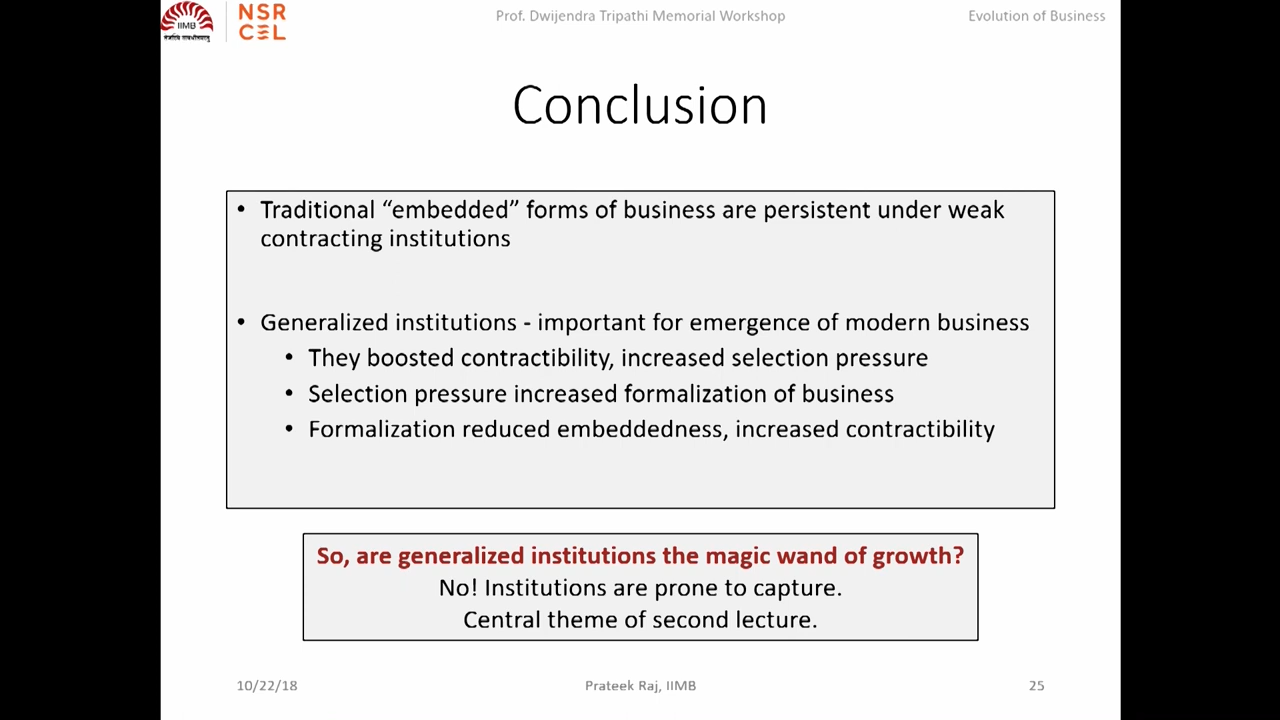 IIMB
NSR
CEL
Prof. Dwijendra Tripathi Memorial Workshop
Evolution of Business
Conclusion
• Traditional “embedded” forms of business are persistent under weak
contracting institutions
• Generalized institutions - important for emergence of modern business
• They boosted contractibility, increased selection pressure
• Selection pressure increased formalization of business
• Formalization reduced embeddedness, increased contractibility
So, are generalized institutions the magic wand of growth?
No! Institutions are prone to capture.
Central theme of second lecture.
10/22/18
Prateek Raj, IIMB
25